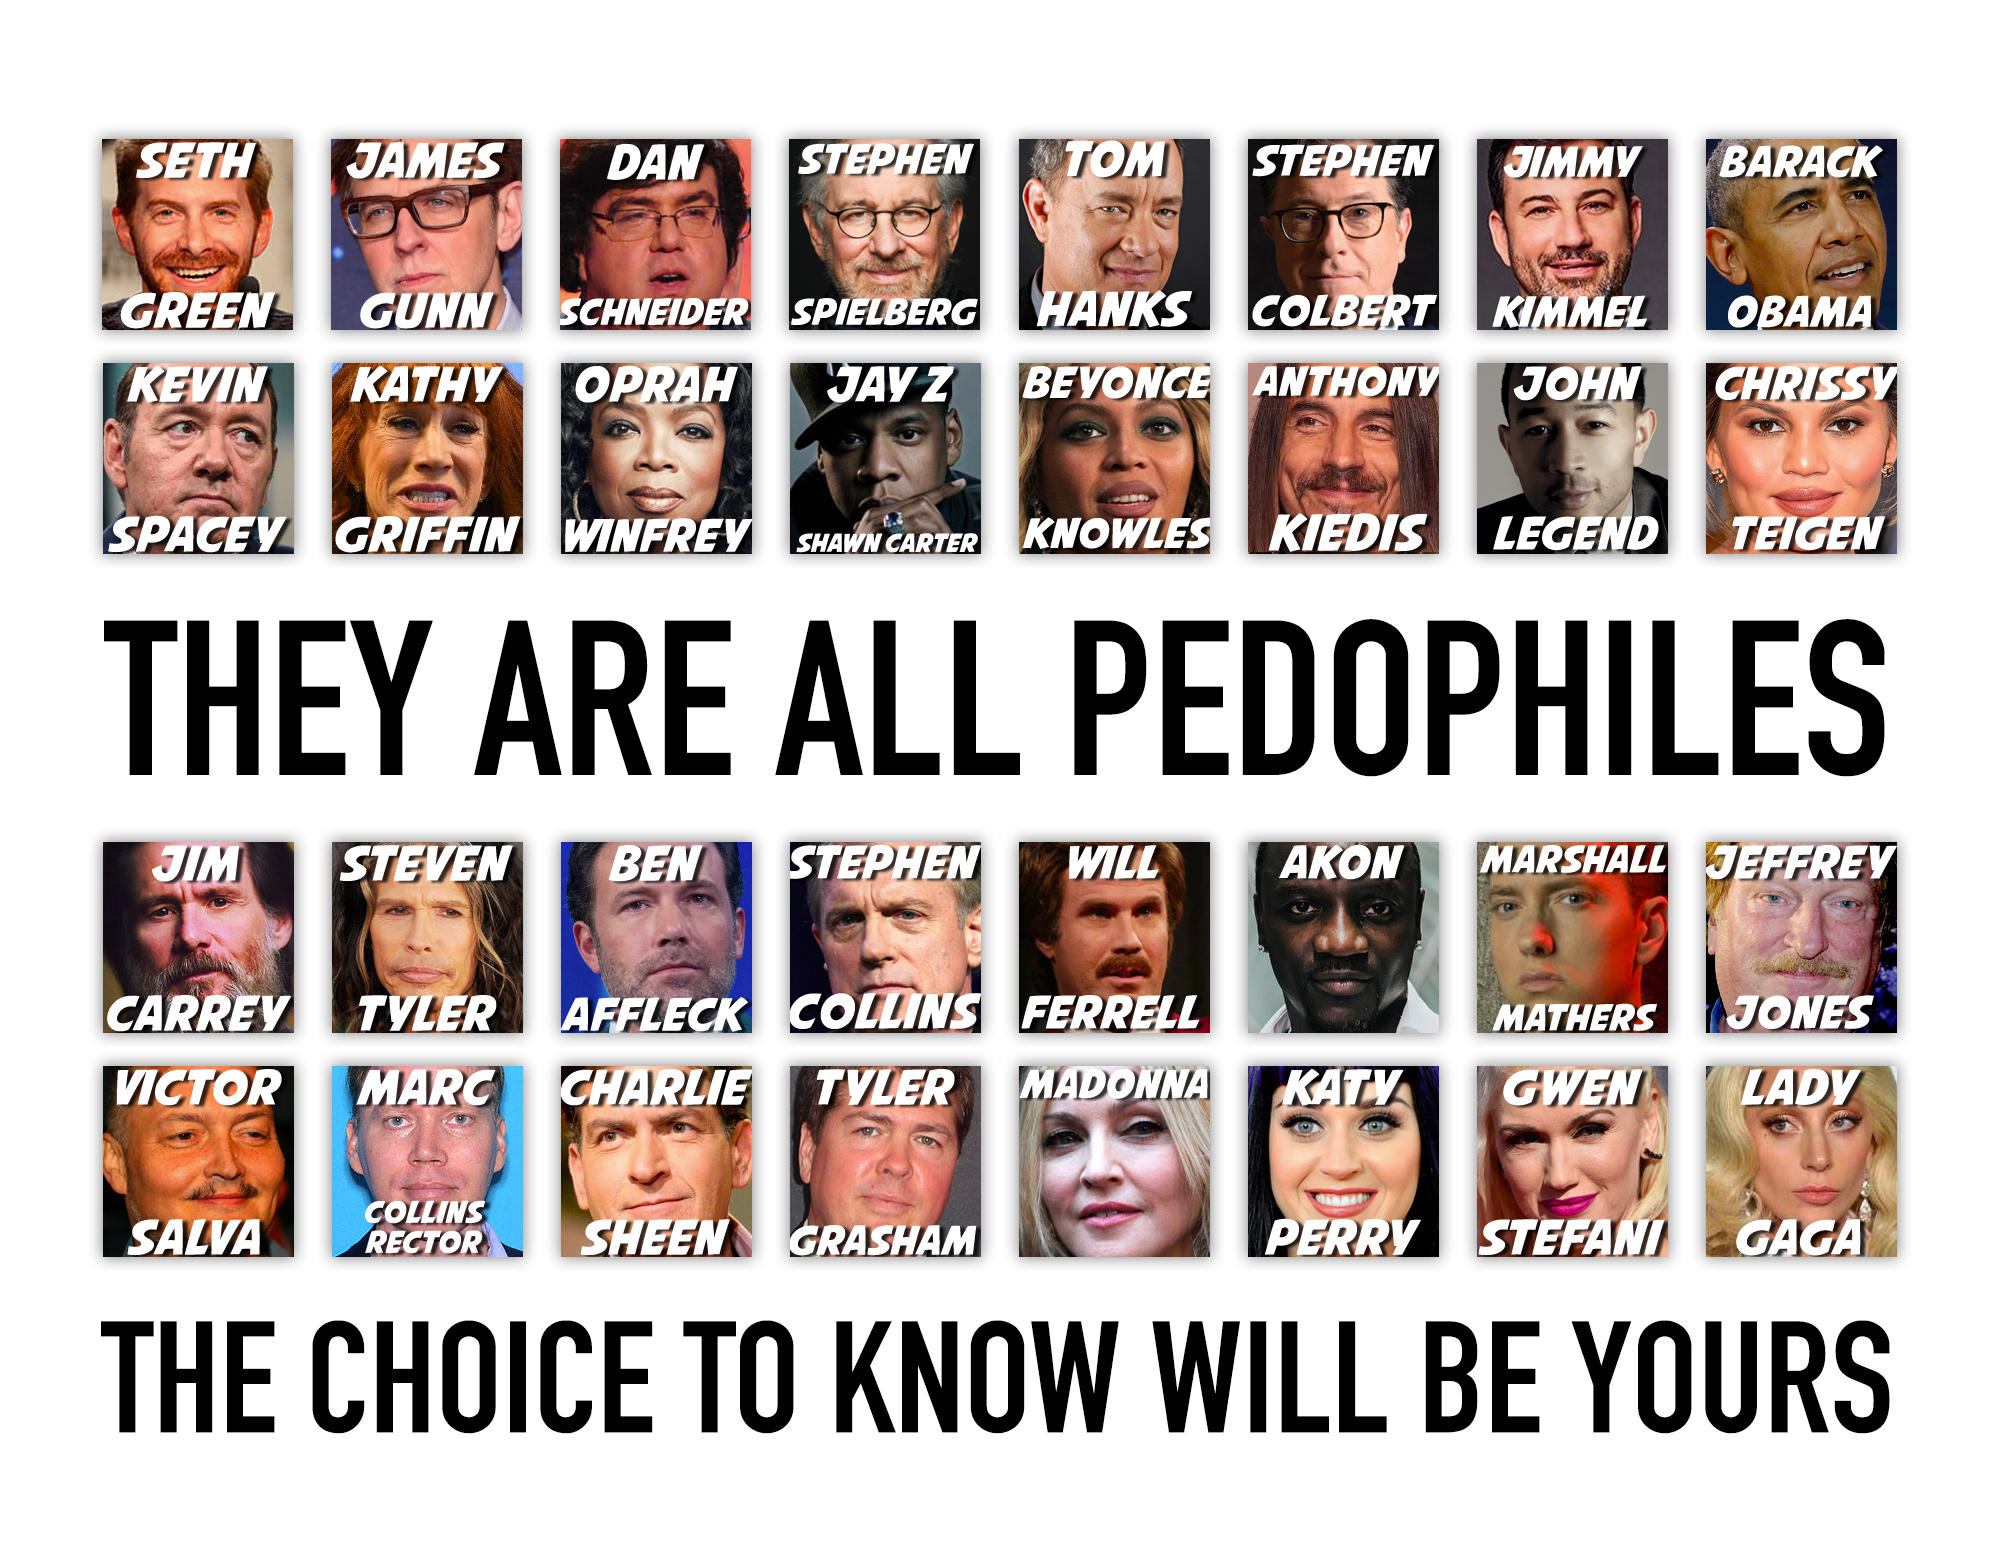 SETH JAMES DAN STEPHEN TOM STEPHEN JIMMY BARACK
GREEN GUNN SCHNEIDER SPIELBERG HANKS COLBERT KIMMEL OBAMA
KEVIN KATHY OPRAH JAY Z BEYONCE ANTHONY JOHN CHRISSY
SPACEY GRIFFIN WINFREY SHAWN CARTER KNOWLES KIEDIS LEGEND TEIGEN
THEY ARE ALL PEDOPHILES
JIM STEVEN BEN STEPHEN WILL AKON MARSHALL JEFFREY
CARREY TYLER AFFLECK COLLINS FERRELL MATHERS JONES
VICTOR MARC CHARLIE TYLER MADONNA KATY GWEN LADY
SALVA COLLINS RECTOR SHEEN GRASHAM PERRY STEFANI GAGA
THE CHOICE TO KNOW WILL BE YOURS